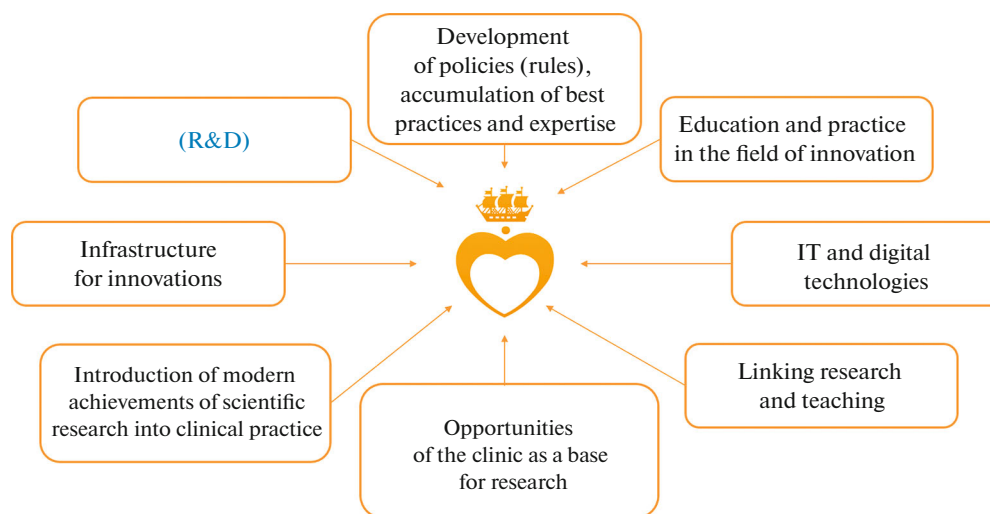 Development
of policies (rules),
accumulation of best
practices and expertise
(R&D)
Education and practice
in the field of innovation
Infrastructure
for innovations
IT and digital
technologies
Introduction of modern
achievements of scientific
research into clinical practice
Opportunities
of the clinic as a base
for research
Linking research
and teaching